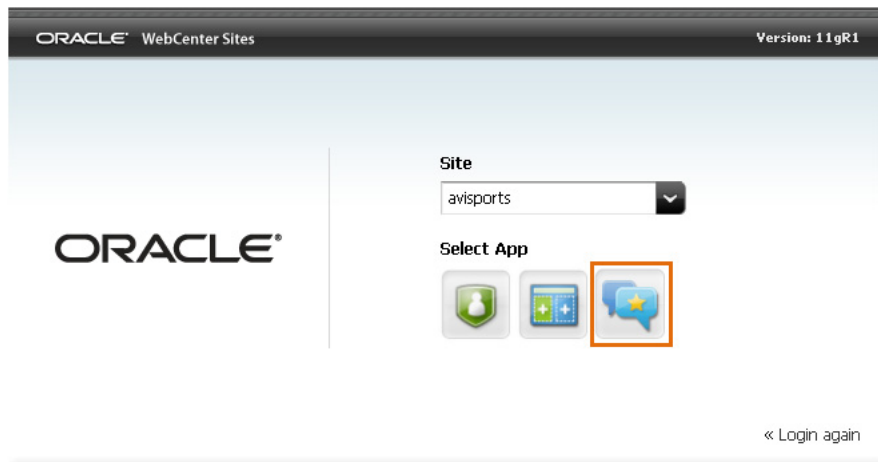 ORACLE® WebCenter Sites
Version: 11gR1
Site
avisports
ORACLE®
Select App
« Login again